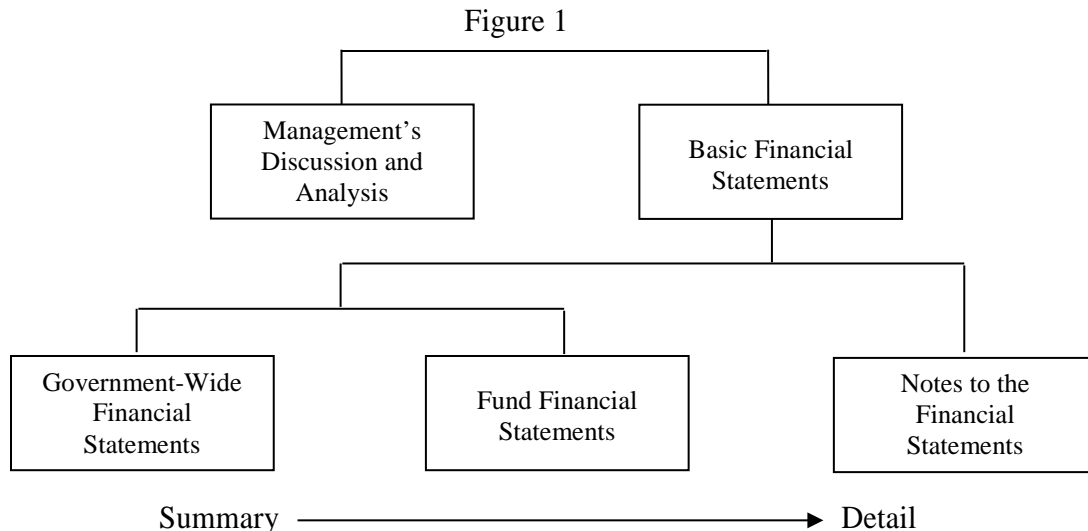 Figure 1
Management’s
Discussion and
Analysis
Basic Financial
Statements
Government-Wide
Financial
Statements
Fund Financial
Statements
Notes to the
Financial
Statements
Summary
Detail